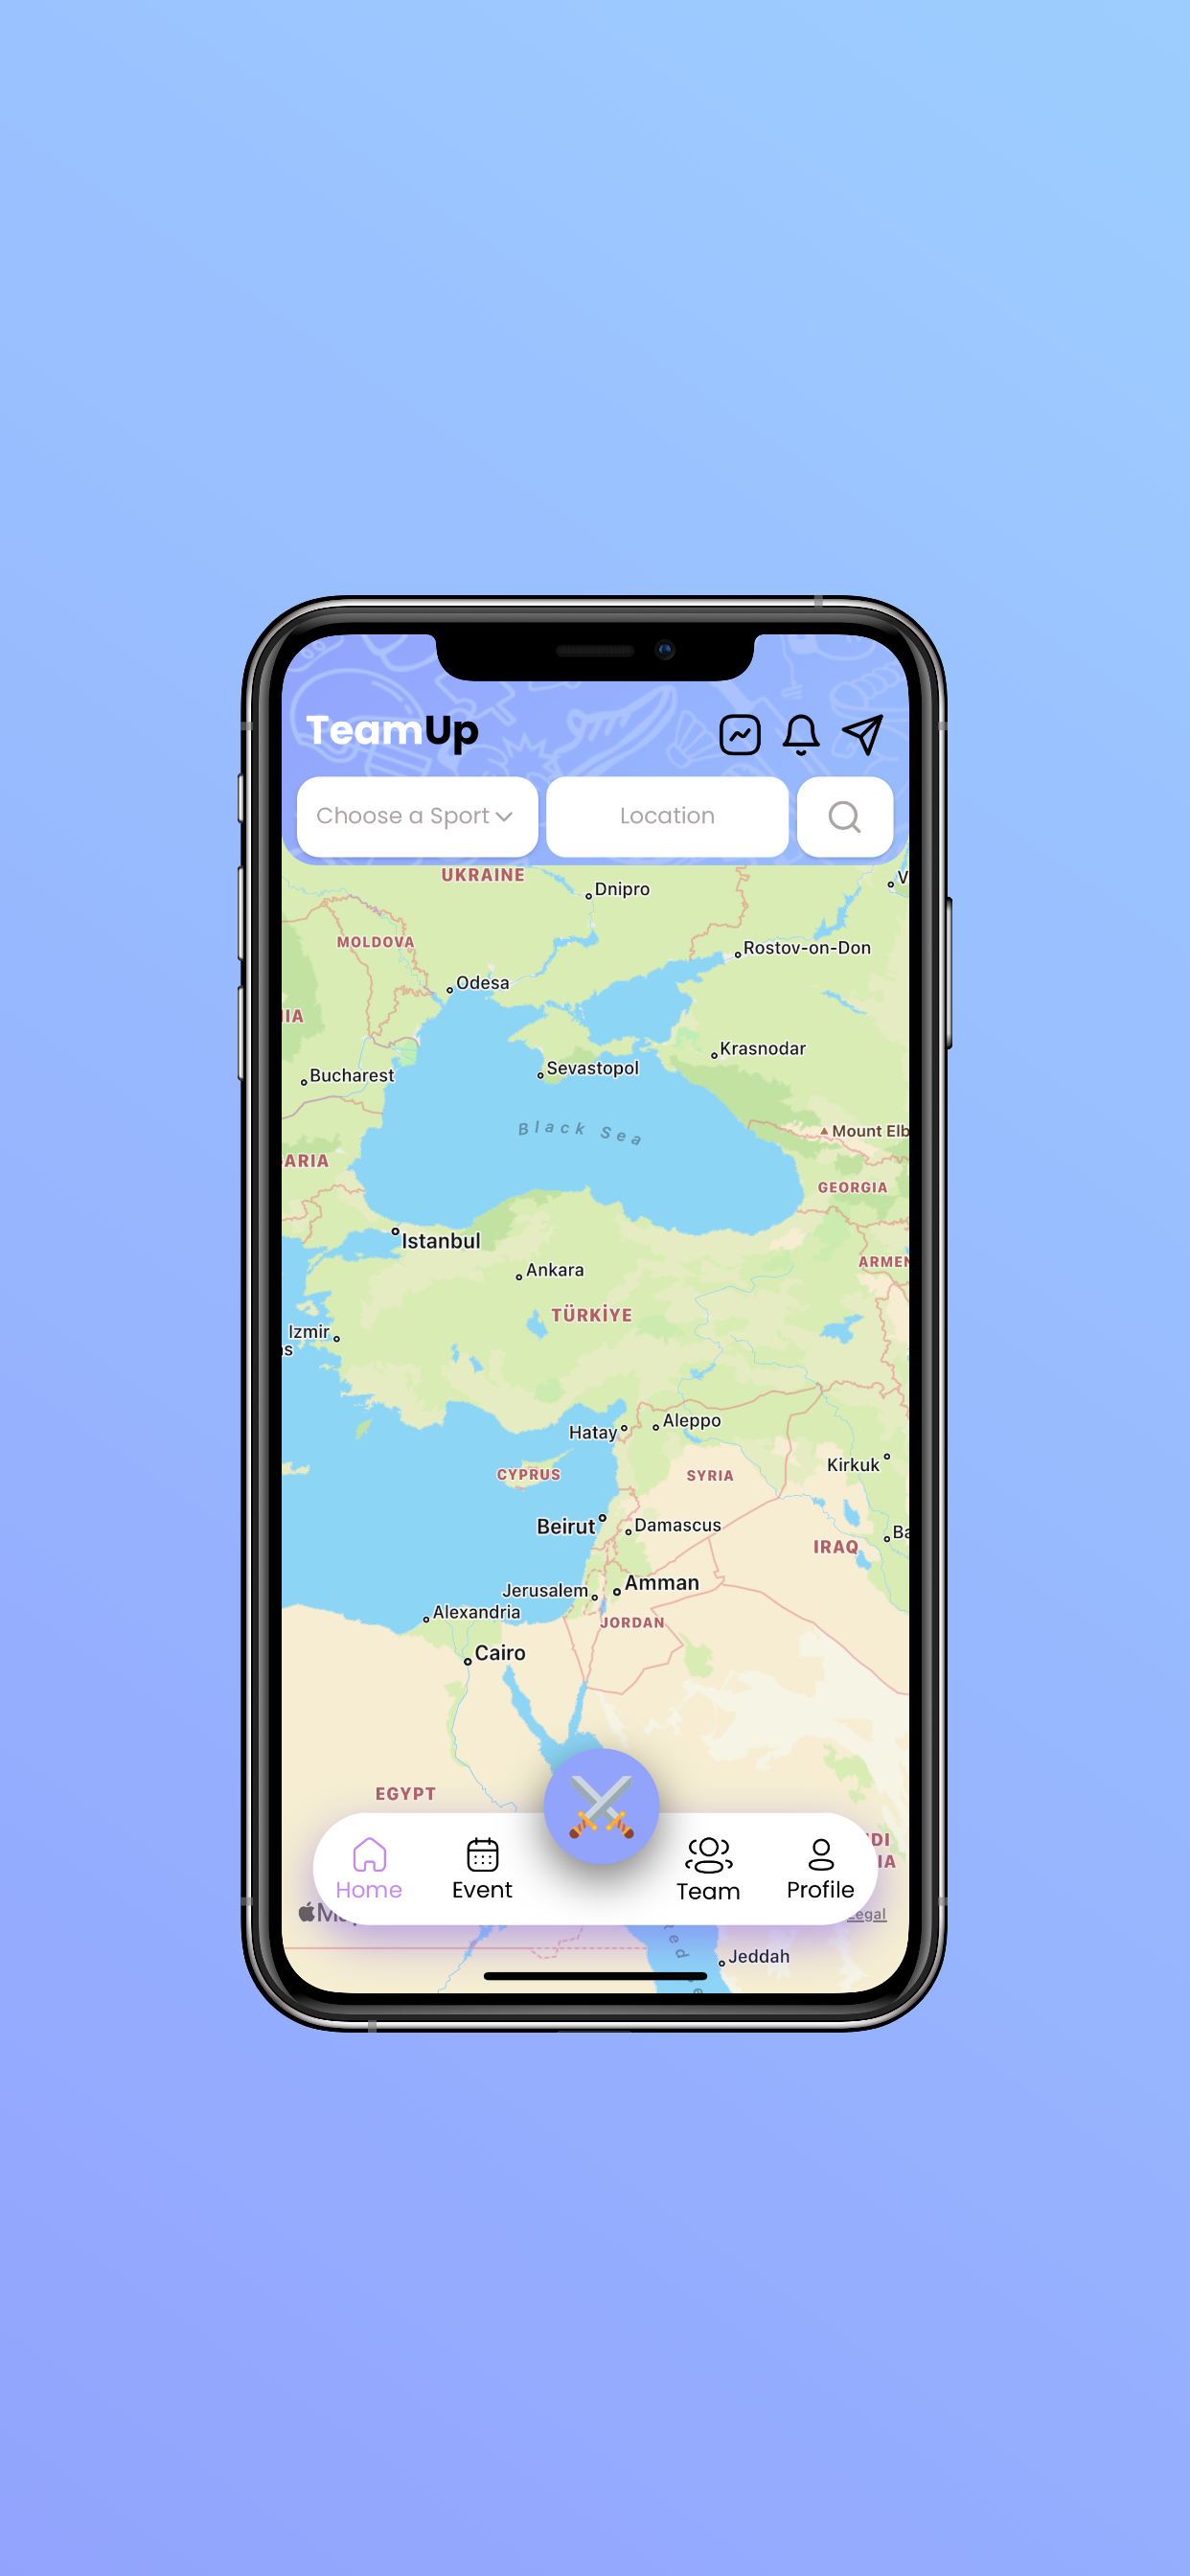 TeamUp
Choose a Sport
Location
UKRAINE
Dnipro
V
MOLDOVA
Rostov-on-Don
Odesa
IIA
Krasnodar
Sevastopol
Bucharest
Black Sea
Mount Elb
ARIA
GEORGIA
Istanbul
ARMEN
Ankara
TÜRKİYE
Izmir
ns
Aleppo
Hatay
Kirkuk
CYPRUS
SYRIA
Beirut
Damascus
Ba
IRAQ
Amman
Jerusalem
Alexandria
JORDAN
Cairo
EGYPT
DI
IA
Home
Event
Team
Profile
Legal
Jeddah